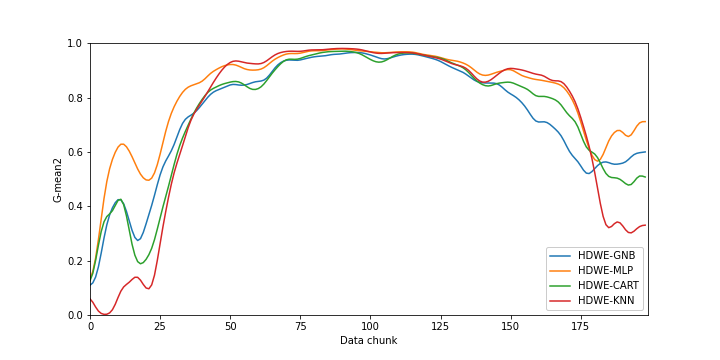 G-mean2
1.0
0.8
0.6
0.4
0.2
0.0
0 25 50 75 100 125 150 175
Data chunk
HDWE-GNB
HDWE-MLP
HDWE-CART
HDWE-KNN